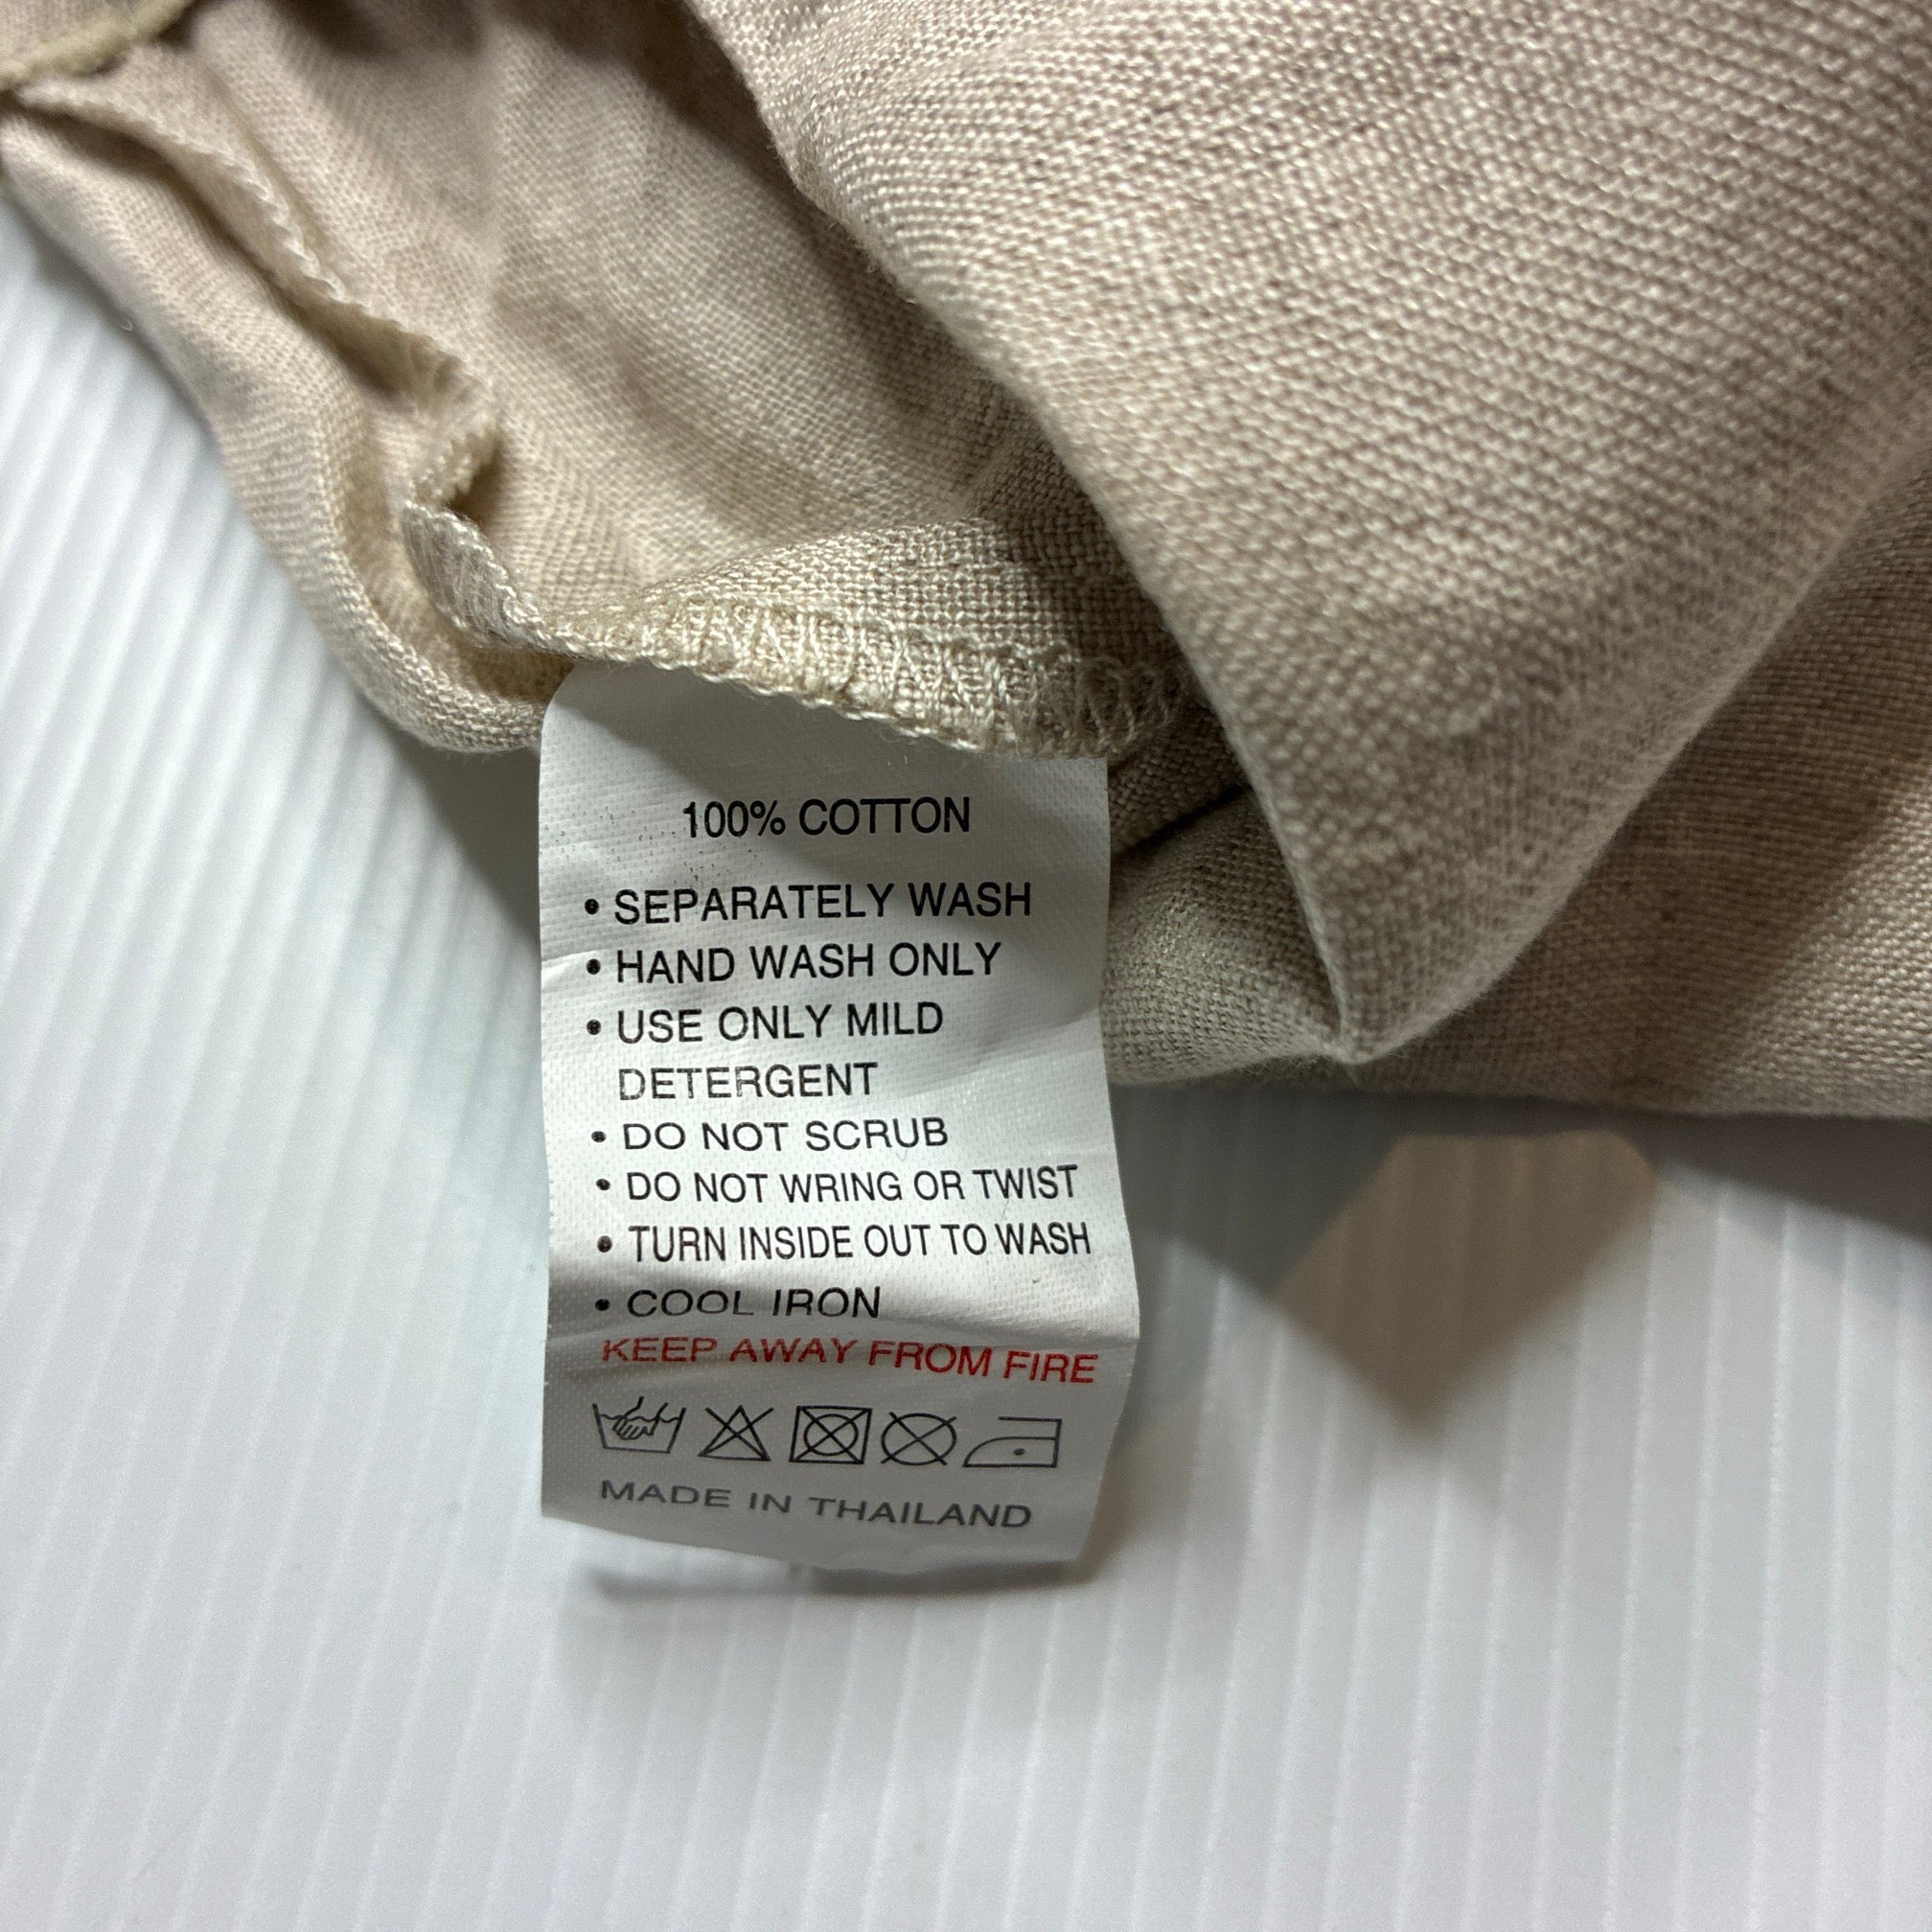 100% COTTON
• SEPARATELY WASH
• HAND WASH ONLY
• USE ONLY MILD
DETERGENT
• DO NOT SCRUB
• DO NOT WRING OR TWIST
• TURN INSIDE OUT TO WASH
• COOL IRON
KEEP AWAY FROM FIRE
MADE IN THAILAND